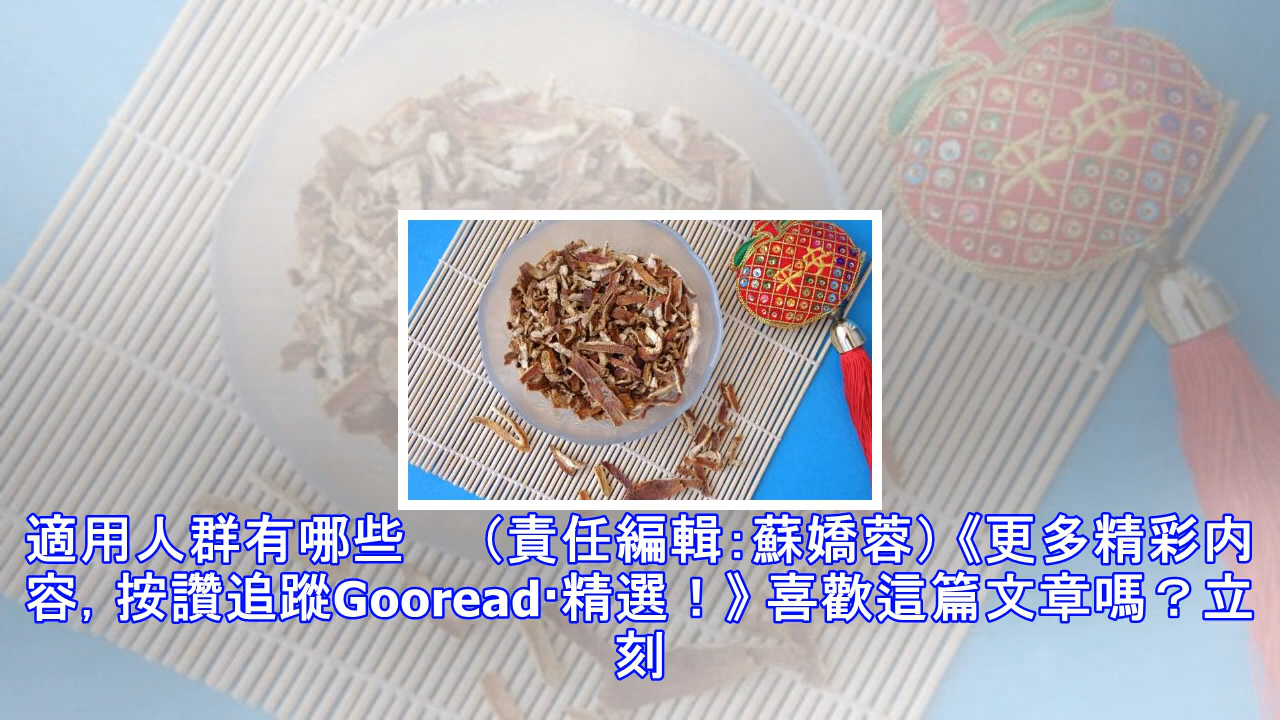 適用人群有哪些　（責任編輯：蘇嬌蓉）《更多精彩内
容，按讚追蹤Gooread·精選！》喜歡這篇文章嗎？立
刻